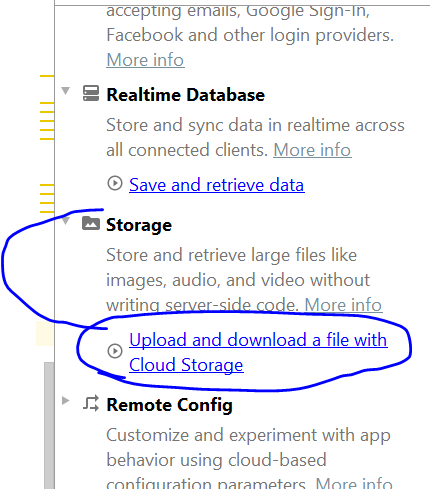 accepting emails, Google Sign-In,
Facebook and other login providers.
More info
Realtime Database
Store and sync data in realtime across
all connected clients. More info
Save and retrieve data
Storage
Store and retrieve large files like
images, audio, and video without
writing server-side code. More info
Upload and download a file with
Cloud Storage
Remote Config
Customize and experiment with app
behavior using cloud-based
configuration parameters. More info